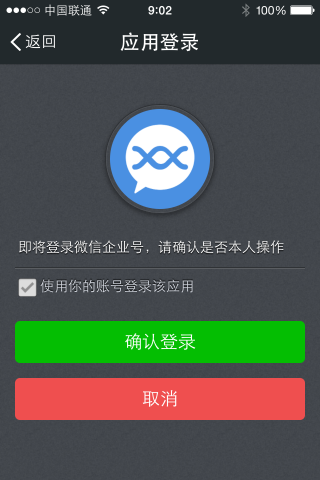 中国联通 9:02 100%
返回 应用登录
即将登录微信企业号，请确认是否本人操作
使用你的账号登录该应用
确认登录
取消